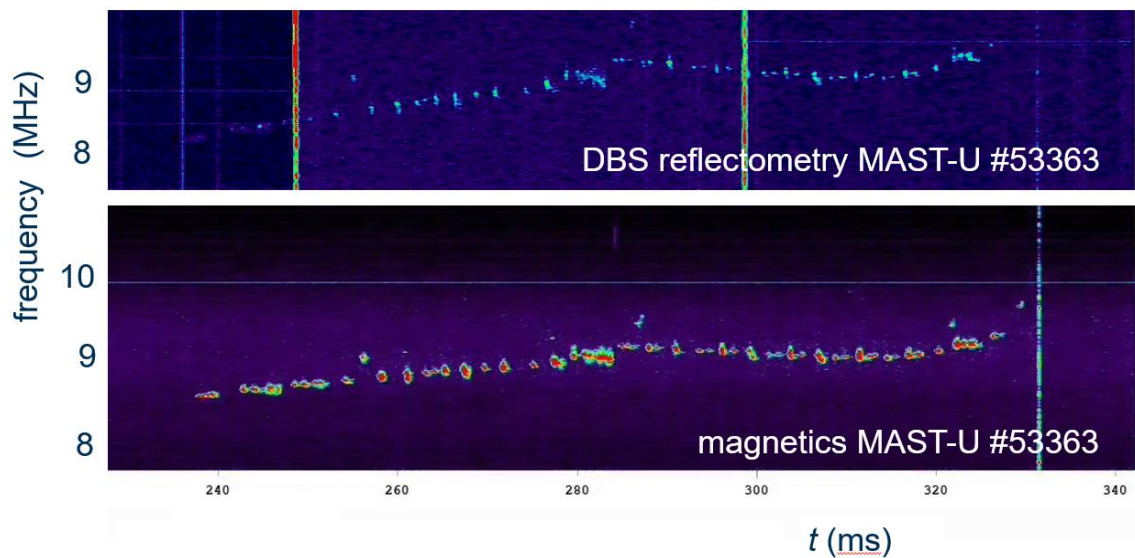 frequency (MHz)
9
8
DBS reflectometry MAST-U #53363
10
9
8
magnetics MAST-U #53363
240 260 280 300 320 340
t (ms)